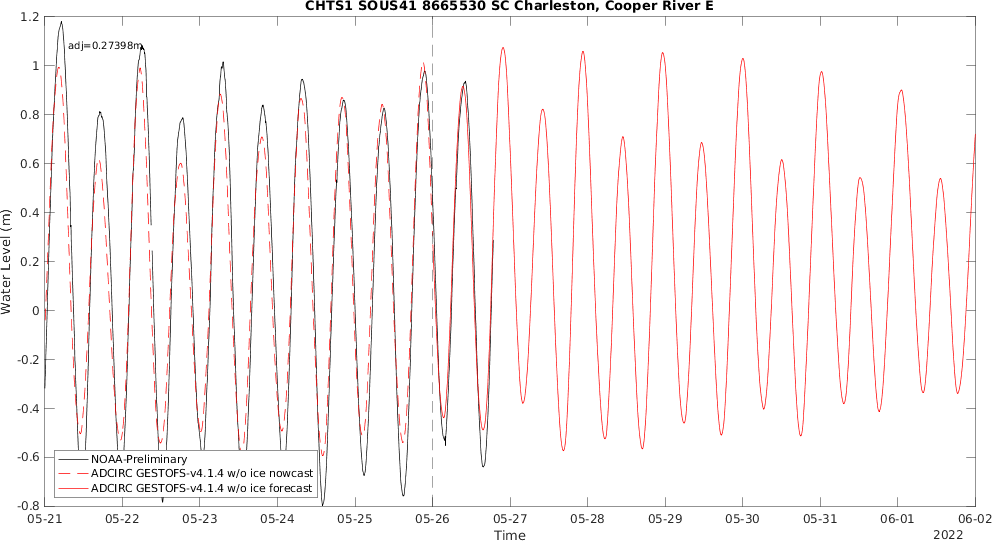 CHTS1 SOUS41 8665530 SC Charleston, Cooper River E
adj=0.27398m
Water Level (m)
1.2
1
0.8
0.6
0.4
0.2
0
-0.2
-0.4
-0.6
-0.8
NOAA-Preliminary
ADCIRC GESTOFS-v4.1.4 w/o ice nowcast
ADCIRC GESTOFS-v4.1.4 w/o ice forecast
05-21 05-22 05-23 05-24 05-25 05-26 05-27 05-28 05-29 05-30 05-31 06-01 06-02
Time
2022